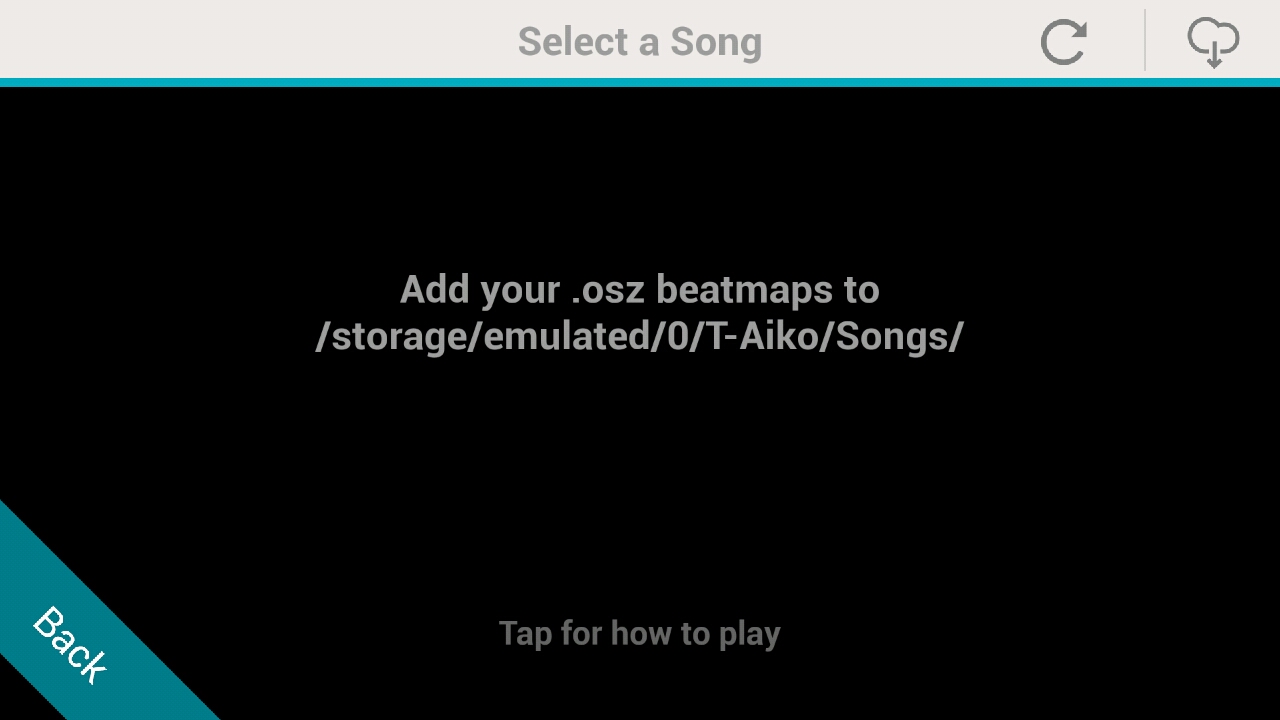 Select a Song
Add your .osz beatmaps to
/storage/emulated/0/T-Aiko/Songs/
Tap for how to play
Back